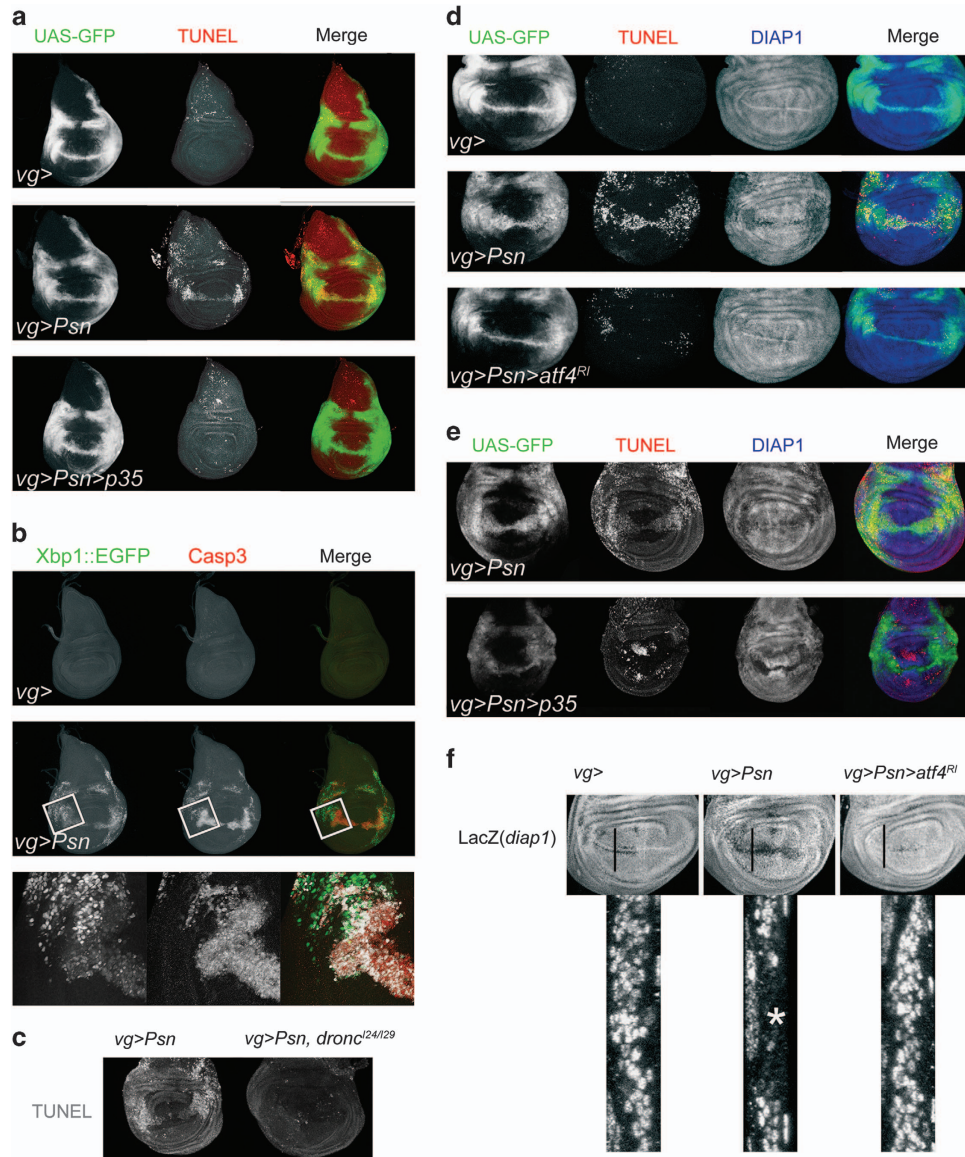 a
UAS-GFP TUNEL Merge
vg>
vg>Psn
vg>Psn>p35
b
Xbp1::EGFP Casp3 Merge
vg>
vg>Psn
c
vg>Psn vg>Psn, dronc^I24/I29
TUNEL
d
UAS-GFP TUNEL DIAP1 Merge
vg>
vg>Psn
vg>Psn>atf4^RI
e
UAS-GFP TUNEL DIAP1 Merge
vg>Psn
vg>Psn>p35
f
vg> vg>Psn vg>Psn>atf4^RI
LacZ(diap1)
*